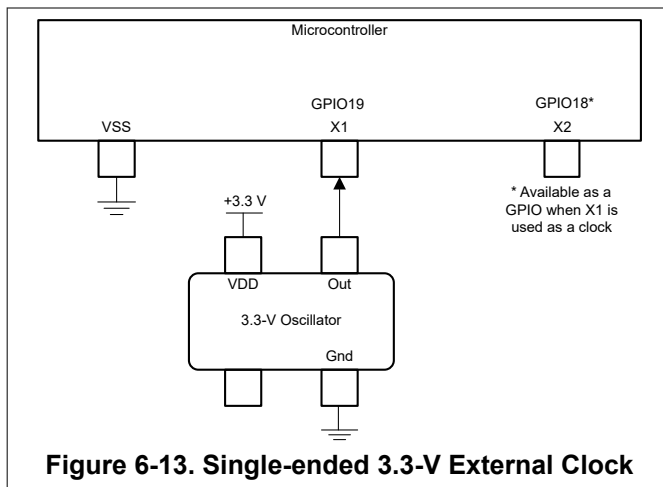 Microcontroller
GPIO19
GPIO18*
VSS
X1
X2
* Available as a
GPIO when X1 is
used as a clock
+3.3 V
VDD
Out
3.3-V Oscillator
Gnd
Figure 6-13. Single-ended 3.3-V External Clock